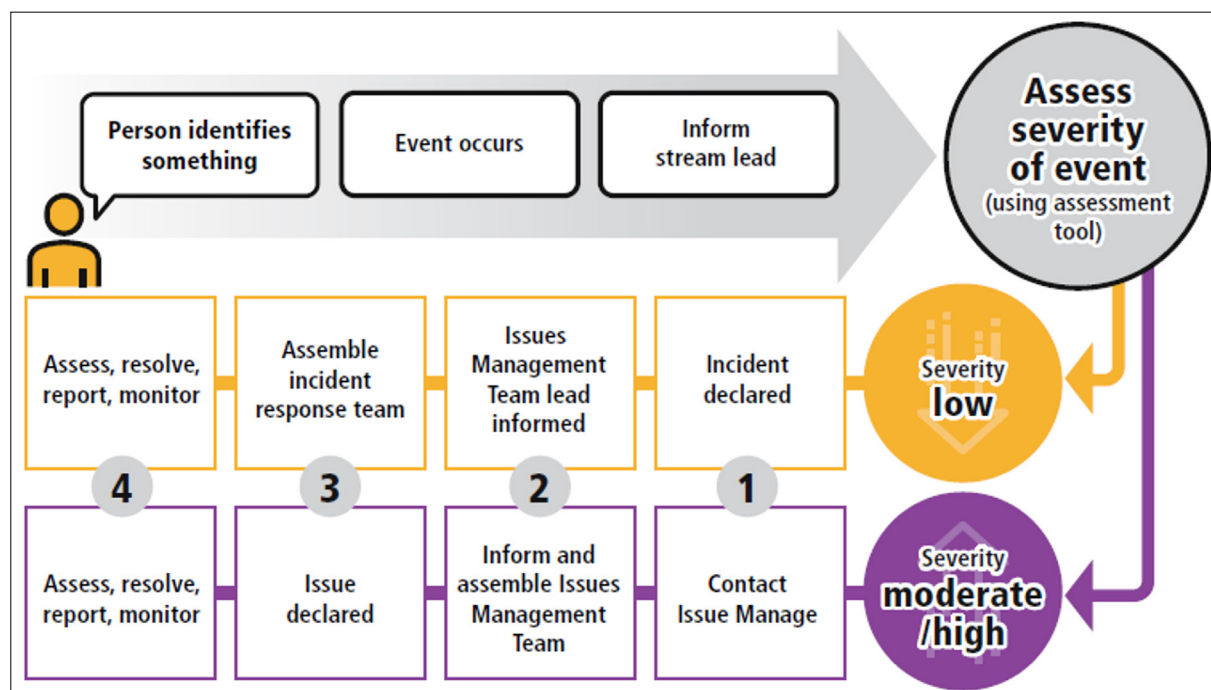 Person identifies
something
Event occurs
Inform
stream lead
Assess
severity
of event
(using assessment
tool)
Assess, resolve,
report, monitor
Assemble
incident
response team
Issues
Management
Team lead
informed
Incident
declared
Severity
low
4
3
2
1
Assess, resolve,
report, monitor
Issue
declared
Inform and
assemble Issues
Management
Team
Contact
Issue Manage
Severity
moderate
/high